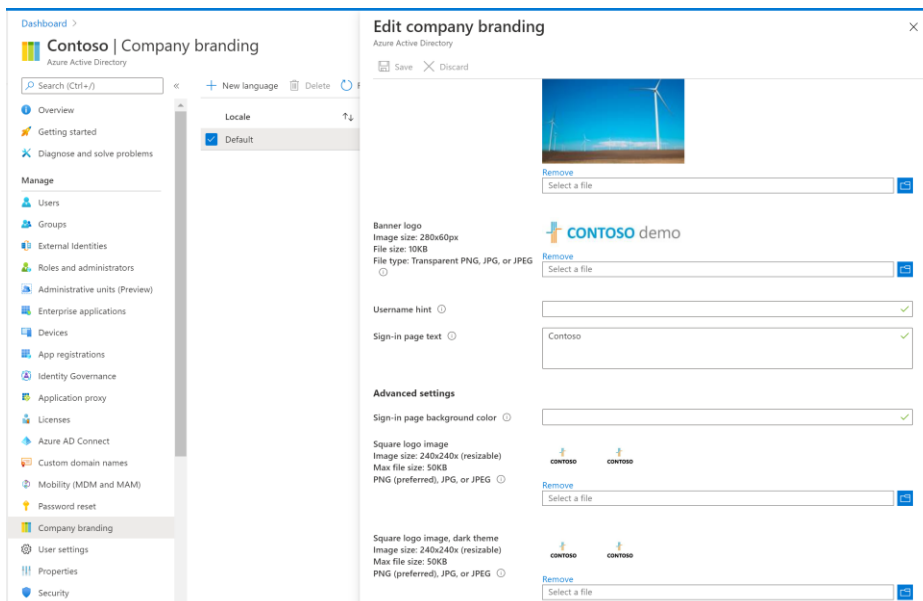 Dashboard >
Contoso | Company branding
Azure Active Directory
Search (Ctrl+/)
«
Overview
Getting started
Diagnose and solve problems
Manage
Users
Groups
External Identities
Roles and administrators
Administrative units (Preview)
Enterprise applications
Devices
App registrations
Identity Governance
Application proxy
Licenses
Azure AD Connect
Custom domain names
Mobility (MDM and MAM)
Password reset
Company branding
User settings
Properties
Security
New language Delete
Locale
Default
Edit company branding
Azure Active Directory
Save Discard
Remove
Select a file
Banner logo
Image size: 280x60px
File size: 10KB
File type: Transparent PNG, JPG, or JPEG
CONTOSO demo
Remove
Select a file
Username hint
Sign-in page text
Contoso
Advanced settings
Sign-in page background color
Square logo image
Image size: 240x240x (resizable)
Max file size: 50KB
PNG (preferred), JPG, or JPEG
CONTOSO CONTOSO
Remove
Select a file
Square logo image, dark theme
Image size: 240x240x (resizable)
Max file size: 50KB
PNG (preferred), JPG, or JPEG
CONTOSO CONTOSO
Remove
Select a file